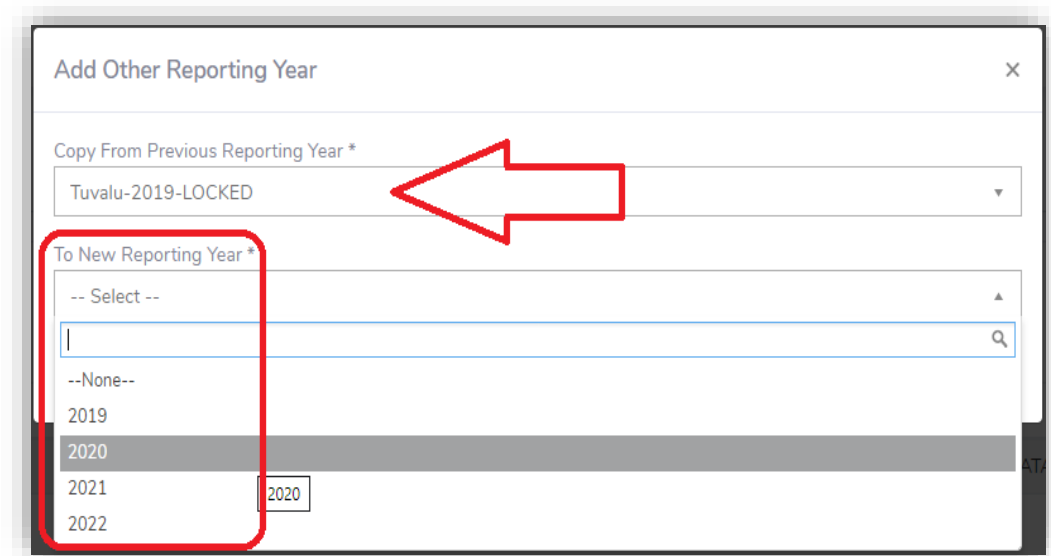 Add Other Reporting Year ×
Copy From Previous Reporting Year *
Tuvalu-2019-LOCKED
To New Reporting Year *
-- Select --
--None--
2019
2020
2021
2020
2022